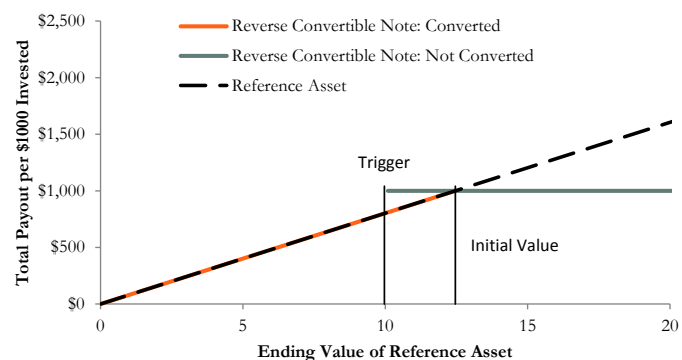 $2,500
$2,000
$1,500
$1,000
$500
$0
Total Payout per $1000 Invested
Reverse Convertible Note: Converted
Reverse Convertible Note: Not Converted
Reference Asset
Trigger
Initial Value
0 5 10 15 20
Ending Value of Reference Asset